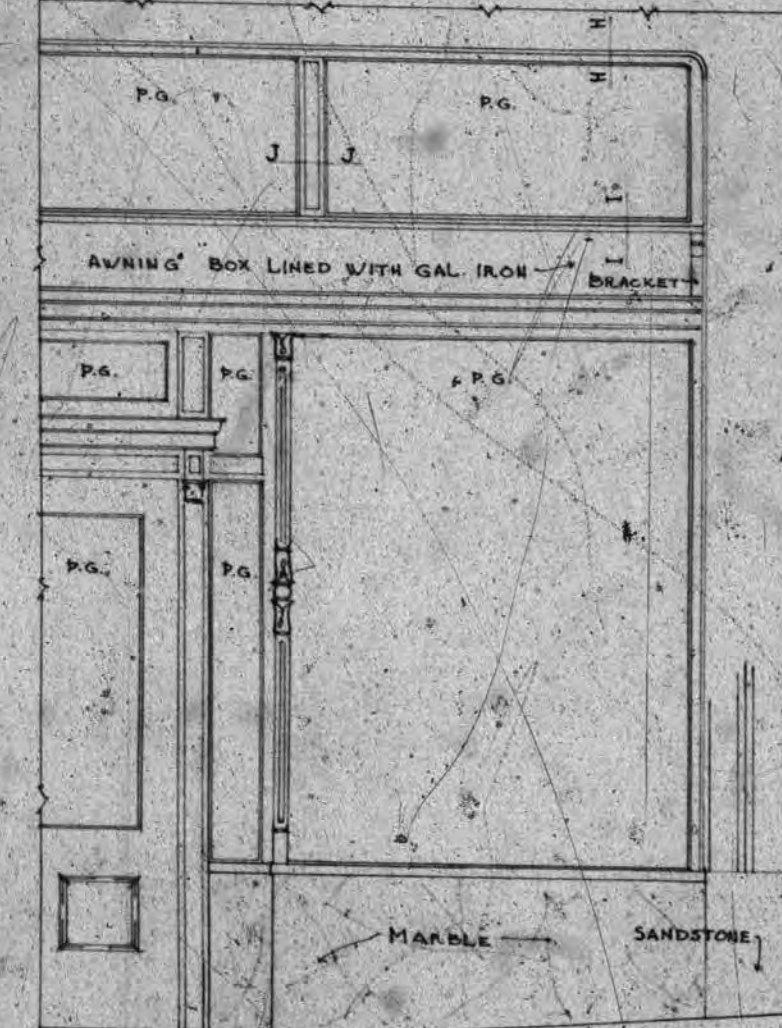 H
H
P.G.
P.G.
J J
I
I
AWNING BOX LINED WITH GAL. IRON
BRACKET
P.G.
P.G.
P.G.
P.G.
P.G.
MARBLE
SANDSTONE